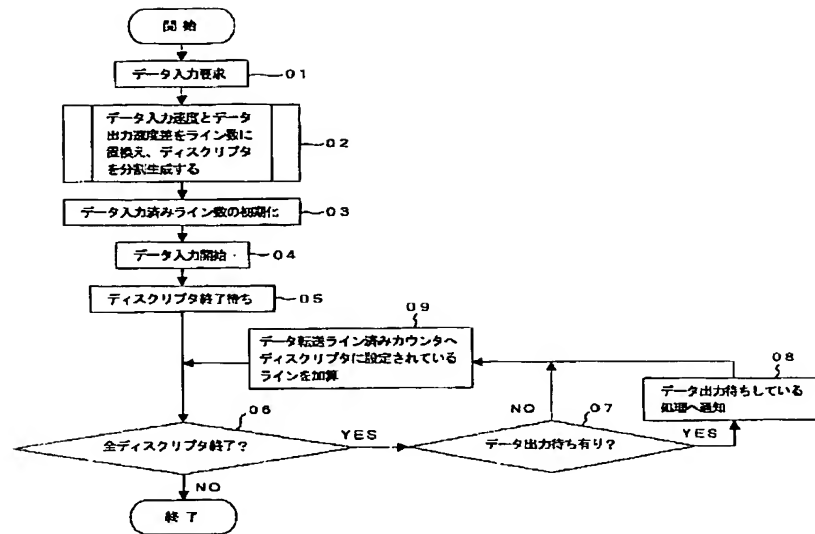 開始
データ入力要求
01
データ入力速度とデータ
出力速度差をライン数に
置換え、ディスクリプタ
を分割生成する
02
データ入力済みライン数の初期化
03
データ入力開始
04
ディスクリプタ終了待ち
05
09
データ転送ライン済みカウンタへ
ディスクリプタに設定されている
ラインを加算
08
データ出力待ちしている
処理へ通知
06
全ディスクリプタ終了？
YES
NO
07
データ出力待ち有り？
YES
NO
終了